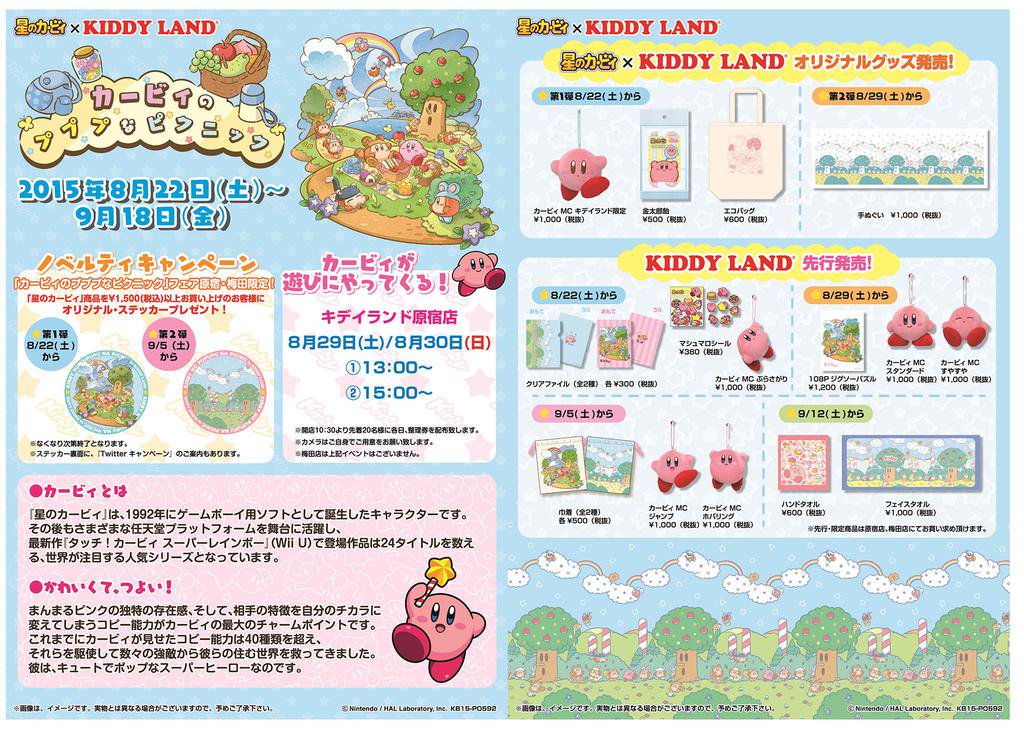 星のカービィ×KIDDY LAND®
カービィの
プププなピクニック
2015年8月22日(土)~
9月18日(金)
ノベルティキャンペーン
「カービィのプププなピクニック」フェア原宿・梅田限定!
「星のカービィ」商品を¥1,500(税込)以上お買い上げのお客様に
オリジナル・ステッカープレゼント!
第1弾
8/22(土)
から
第2弾
9/5(土)
から
※なくなり次第終了となります。
※ステッカー裏面に、「Twitter キャンペーン」のご案内もあります。
カービィが
遊びにやってくる!
キデイランド原宿店
8月29日(土)/8月30日(日)
①13:00~
②15:00~
※開店10:30より先着20名様に各日、整理券を配布致します。
※カメラはご自身でご用意をお願い致します。
※梅田店は上記イベントはございません。
●カービィとは
『星のカービィ』は、1992年にゲームボーイ用ソフトとして誕生したキャラクターです。
その後もさまざまな任天堂プラットフォームを舞台に活躍し、
最新作『タッチ!カービィ スーパーレインボー』(Wii U)で登場作品は24タイトルを数え
る、世界が注目する人気シリーズとなっています。
●かわいくて、つよい!
まんまるピンクの独特の存在感、そして、相手の特徴を自分のチカラに
変えてしまうコピー能力がカービィの最大のチャームポイントです。
これまでにカービィが見せたコピー能力は40種類を超え、
それらを駆使して数々の強敵から彼らの住む世界を救ってきました。
彼は、キュートでポップなスーパーヒーローなのです。
※画像は、イメージです。実物とは異なる場合がございますので、予めご了承下さい。
©Nintendo / HAL Laboratory, Inc. KB15-PO592
星のカービィ×KIDDY LAND®
星のカービィ×KIDDY LAND® オリジナルグッズ発売!
第1弾8/22(土)から
カービィ MC キデイランド限定
¥1,000(税抜)
金太郎飴
¥500(税抜)
エコバッグ
¥600(税抜)
第2弾8/29(土)から
手ぬぐい ¥1,000(税抜)
KIDDY LAND® 先行発売!
8/22(土)から
おもて うら おもて うら
クリアファイル(全2種) 各¥300(税抜)
マシュマロシール
¥380(税抜)
カービィ MC ぶらさがり
¥1,000(税抜)
8/29(土)から
108P ジグソーパズル
¥1,200(税抜)
カービィ MC
スタンダード
¥1,000(税抜)
カービィ MC
すやすや
¥1,000(税抜)
9/5(土)から
巾着(全2種)
各¥500(税抜)
カービィ MC
ジャンプ
¥1,000(税抜)
カービィ MC
ホバリング
¥1,000(税抜)
9/12(土)から
ハンドタオル
¥600(税抜)
フェイスタオル
¥1,000(税抜)
※先行・限定商品は原宿店、梅田店にてお買い求め頂けます。
※画像は、イメージです。実物とは異なる場合がございますので、予めご了承下さい。
©Nintendo / HAL Laboratory, Inc. KB15-PO592